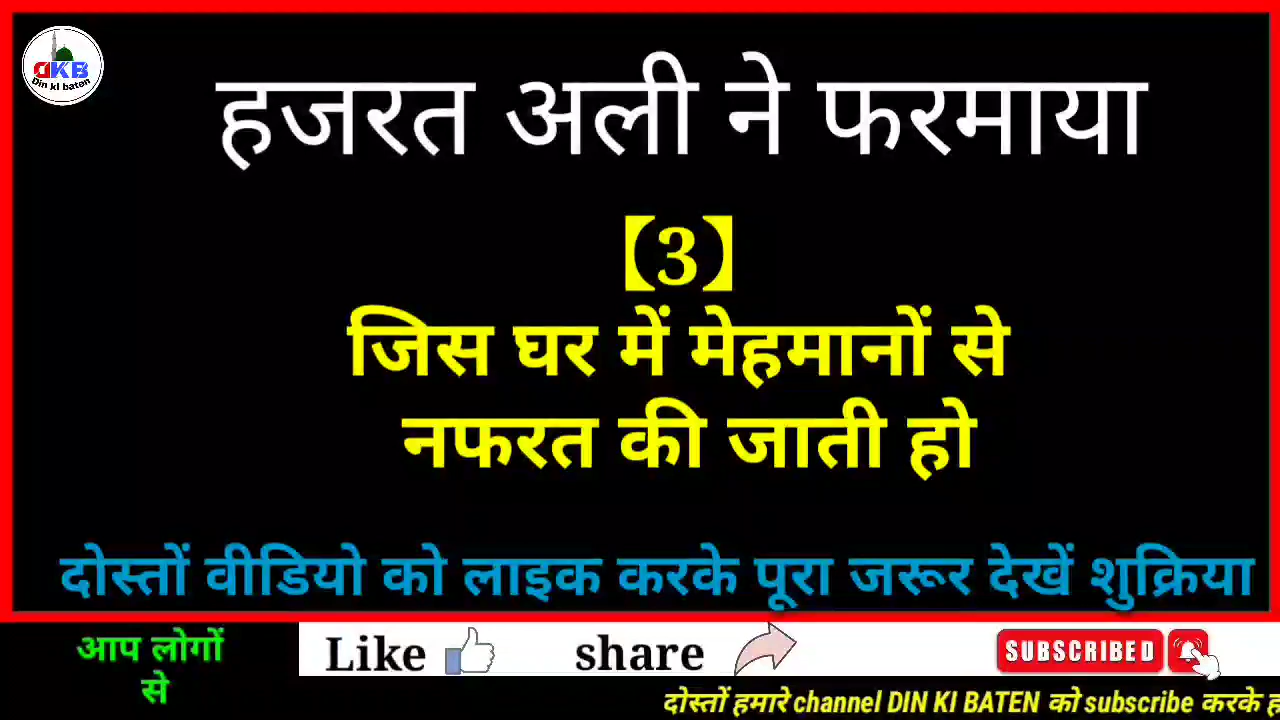 DKB
Din ki baten
हजरत अली ने फरमाया
【3】
जिस घर में मेहमानों से
नफरत की जाती हो
दोस्तों वीडियो को लाइक करके पूरा जरूर देखें शुक्रिया
आप लोगों
से
Like share SUBSCRIBED
दोस्तों हमारे channel DIN KI BATEN को subscribe करके